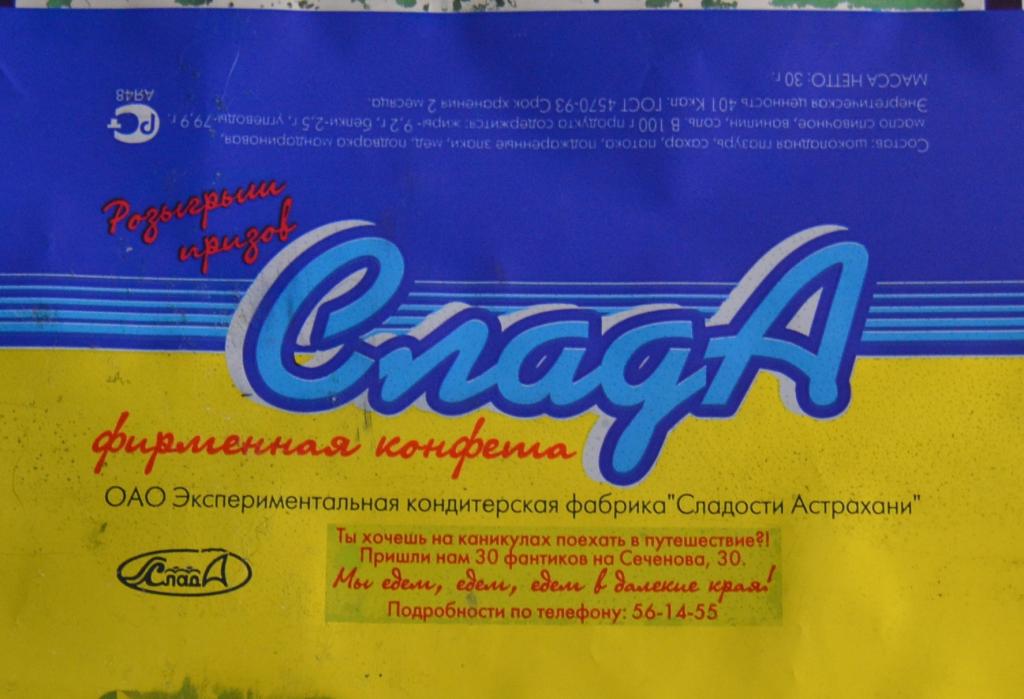 Состав: шоколадная глазурь, сахар, патока, поджаренные злаки, мед, подварка мандариновая,
масло сливочное, ванилин, соль. В 100 г продукта содержится: жиры- 9,2 г, белки-2,5, углеводы-79,9 г.
Энергетическая ценность 401 Ккал. ГОСТ 4570-93 Срок хранения 2 месяца.
МАССА НЕТТО: 30 г.
РСТ
АЯ48
Розыгрыш
призов
СладА
фирменная конфета
ОАО Экспериментальная кондитерская фабрика "Сладости Астрахани"
СладА
Ты хочешь на каникулах поехать в путешествие?!
Пришли нам 30 фантиков на Сеченова, 30.
Мы едем, едем, едем в далекие края!
Подробности по телефону: 56-14-55